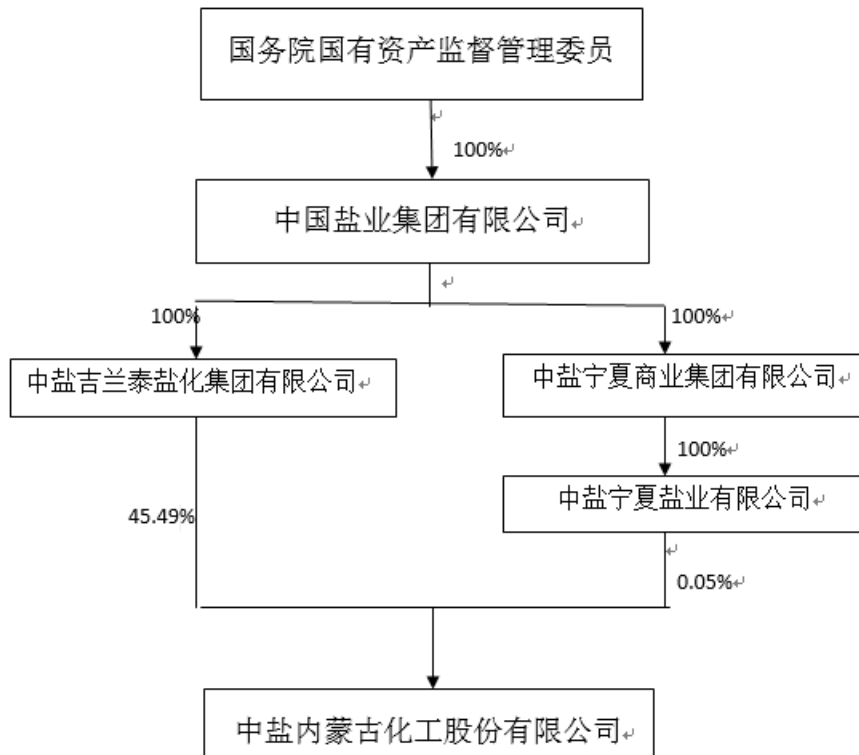 国务院国有资产监督管理委员
100%
中国盐业集团有限公司
100%
100%
中盐吉兰泰盐化集团有限公司
中盐宁夏商业集团有限公司
100%
中盐宁夏盐业有限公司
45.49%
0.05%
中盐内蒙古化工股份有限公司